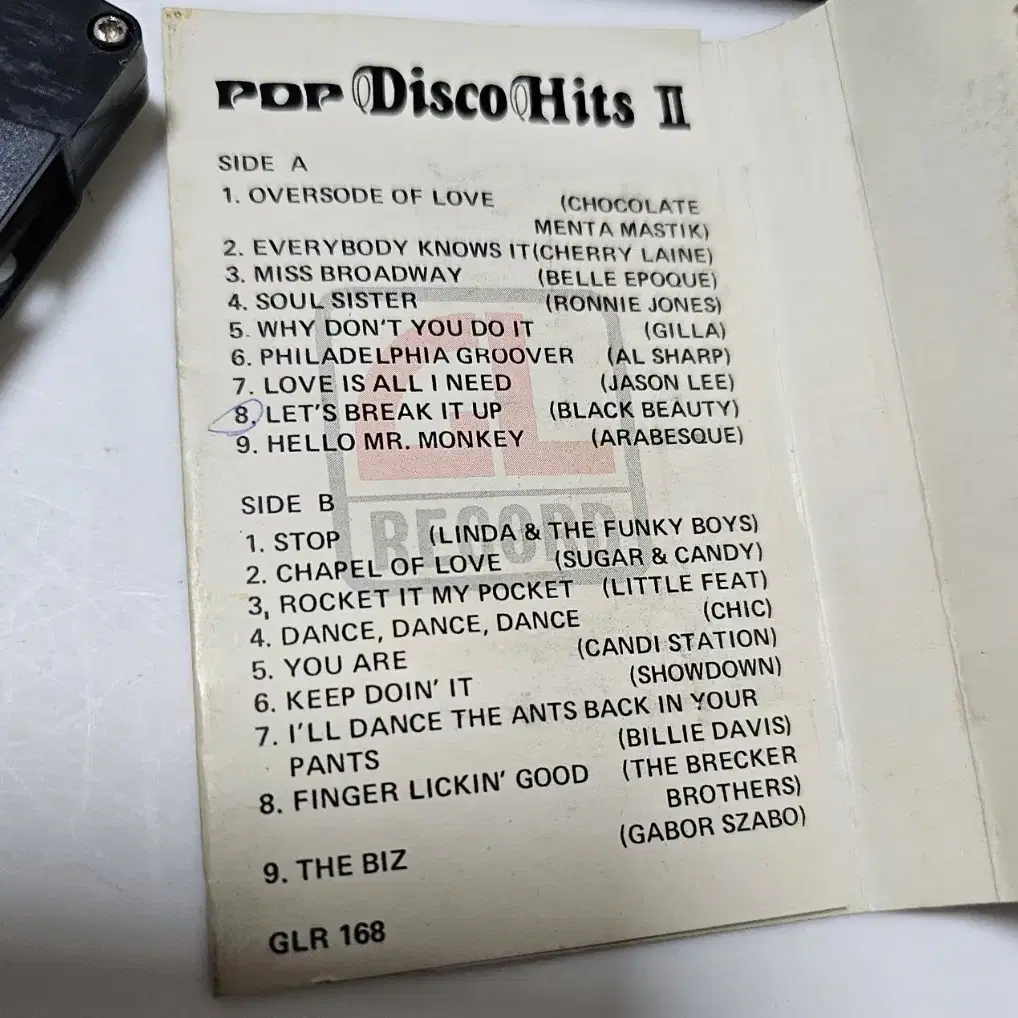 POP Disco Hits II
SIDE A
1. OVERSODE OF LOVE (CHOCOLATE
MENTA MASTIK)
2. EVERYBODY KNOWS IT (CHERRY LAINE)
3. MISS BROADWAY (BELLE EPOQUE)
4. SOUL SISTER (RONNIE JONES)
5. WHY DON'T YOU DO IT (GILLA)
6. PHILADELPHIA GROOVER (AL SHARP)
7. LOVE IS ALL I NEED (JASON LEE)
8. LET'S BREAK IT UP (BLACK BEAUTY)
9. HELLO MR. MONKEY (ARABESQUE)
GL
RECORD
SIDE B
1. STOP (LINDA & THE FUNKY BOYS)
2. CHAPEL OF LOVE (SUGAR & CANDY)
3, ROCKET IT MY POCKET (LITTLE FEAT)
4. DANCE, DANCE, DANCE (CHIC)
5. YOU ARE (CANDI STATION)
6. KEEP DOIN' IT (SHOWDOWN)
7. I'LL DANCE THE ANTS BACK IN YOUR
PANTS (BILLIE DAVIS)
8. FINGER LICKIN' GOOD (THE BRECKER
BROTHERS)
9. THE BIZ (GABOR SZABO)
GLR 168